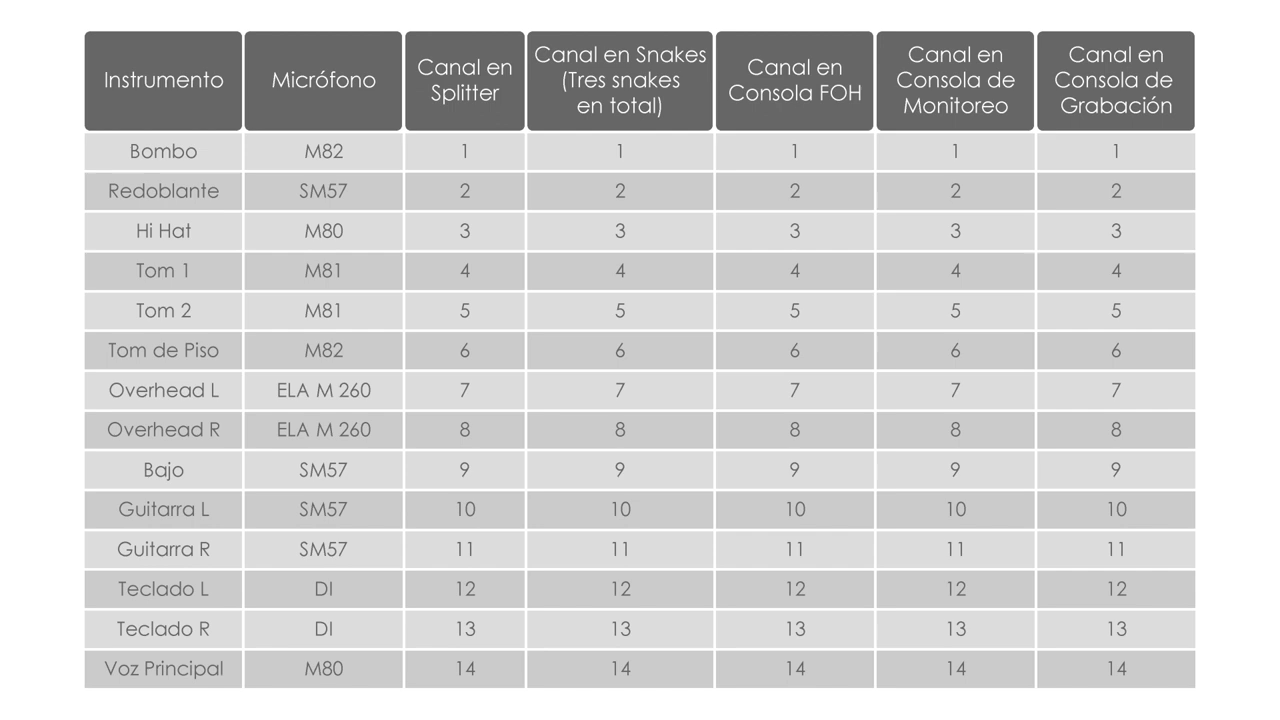 Instrumento Micrófono Canal en Splitter Canal en Snakes (Tres snakes en total) Canal en Consola FOH Canal en Consola de Monitoreo Canal en Consola de Grabación
Bombo M82 1 1 1 1 1
Redoblante SM57 2 2 2 2 2
Hi Hat M80 3 3 3 3 3
Tom 1 M81 4 4 4 4 4
Tom 2 M81 5 5 5 5 5
Tom de Piso M82 6 6 6 6 6
Overhead L ELA M 260 7 7 7 7 7
Overhead R ELA M 260 8 8 8 8 8
Bajo SM57 9 9 9 9 9
Guitarra L SM57 10 10 10 10 10
Guitarra R SM57 11 11 11 11 11
Teclado L DI 12 12 12 12 12
Teclado R DI 13 13 13 13 13
Voz Principal M80 14 14 14 14 14